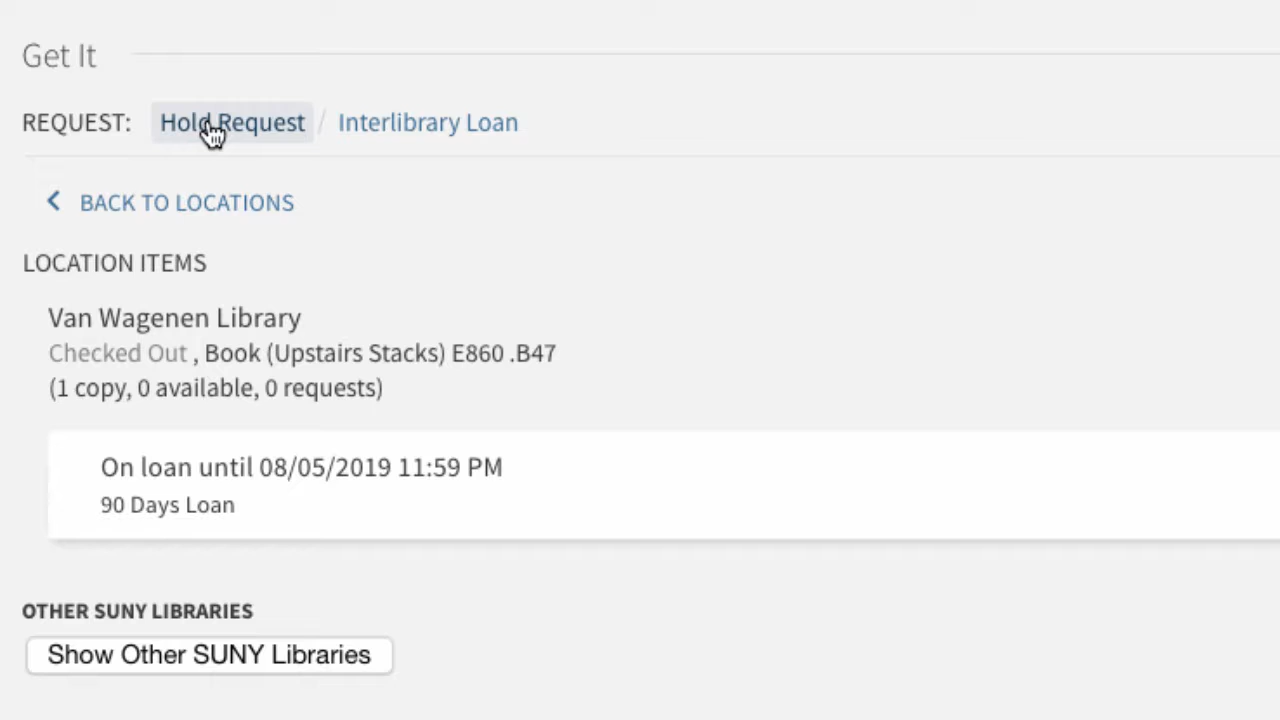 Get It
REQUEST: Hold Request / Interlibrary Loan
BACK TO LOCATIONS
LOCATION ITEMS
Van Wagenen Library
Checked Out , Book (Upstairs Stacks) E860 .B47
(1 copy, 0 available, 0 requests)
On loan until 08/05/2019 11:59 PM
90 Days Loan
OTHER SUNY LIBRARIES
Show Other SUNY Libraries